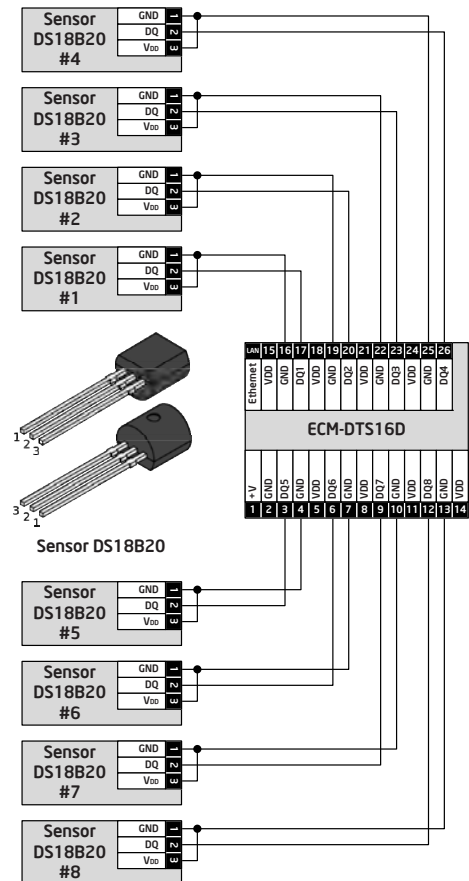 Sensor
DS18B20
#4
GND 1
DQ 2
VDD 3
Sensor
DS18B20
#3
GND 1
DQ 2
VDD 3
Sensor
DS18B20
#2
GND 1
DQ 2
VDD 3
Sensor
DS18B20
#1
GND 1
DQ 2
VDD 3
1 2 3
3 2 1
Sensor DS18B20
LAN 15 16 17 18 19 20 21 22 23 24 25 26
Ethernet VDD GND DQ1 VDD GND DQ2 VDD GND DQ3 VDD GND DQ4
ECM-DTS16D
+V GND DQ5 GND VDD DQ6 GND VDD DQ7 GND VDD DQ8 GND VDD
1 2 3 4 5 6 7 8 9 10 11 12 13 14
Sensor
DS18B20
#5
GND 1
DQ 2
VDD 3
Sensor
DS18B20
#6
GND 1
DQ 2
VDD 3
Sensor
DS18B20
#7
GND 1
DQ 2
VDD 3
Sensor
DS18B20
#8
GND 1
DQ 2
VDD 3